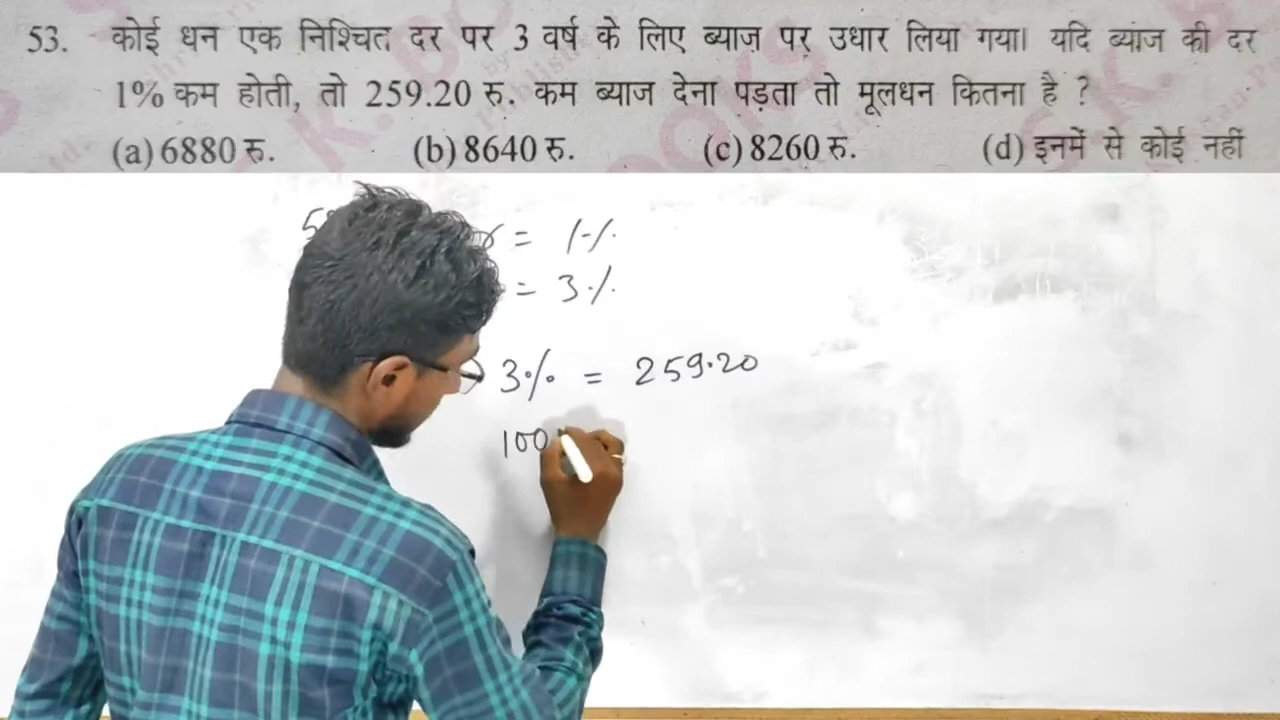 53. कोई धन एक निश्चित दर पर 3 वर्ष के लिए ब्याज पर उधार लिया गया। यदि ब्याज की दर
1% कम होती, तो 259.20 रु. कम ब्याज देना पड़ता तो मूलधन कितना है ?
(a) 6880 रु. (b) 8640 रु. (c) 8260 रु. (d) इनमें से कोई नहीं
5 r = 1%
= 3%
3% = 259.20
100